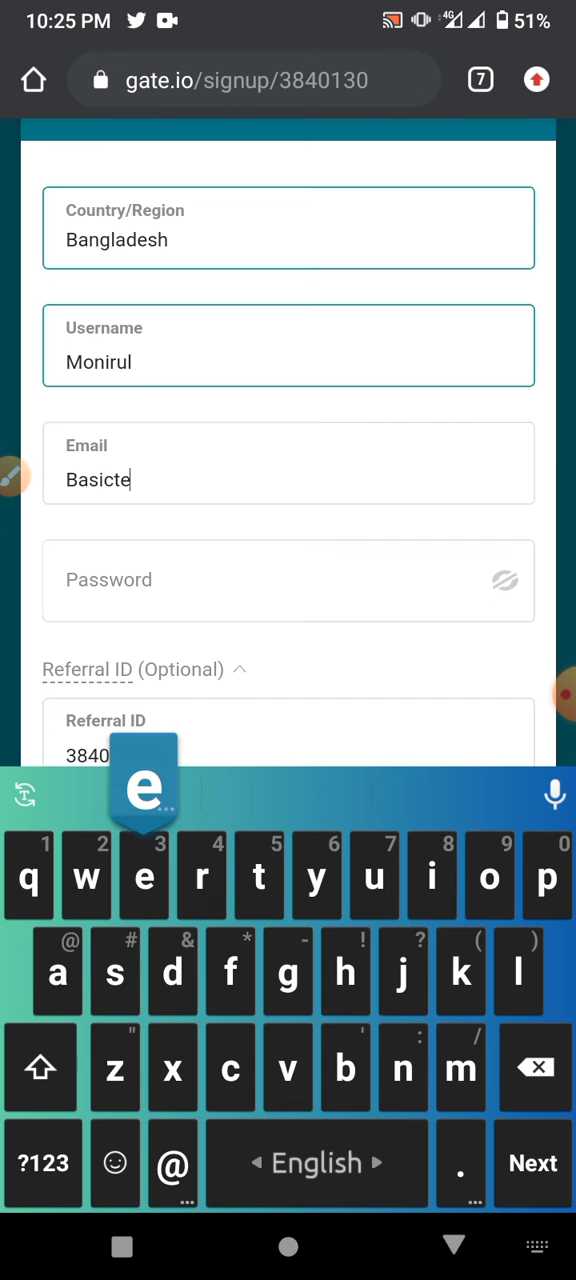 10:25 PM 4G 51%
gate.io/signup/3840130 7
Country/Region
Bangladesh
Username
Monirul
Email
Basicte
Password
Referral ID (Optional)
Referral ID
3840
e...
1 2 3 4 5 6 7 8 9 0
q w e r t y u i o p
@ # & * - ! ? ( )
a s d f g h j k l
" ' : /
z x c v b n m
?123 @ English . Next